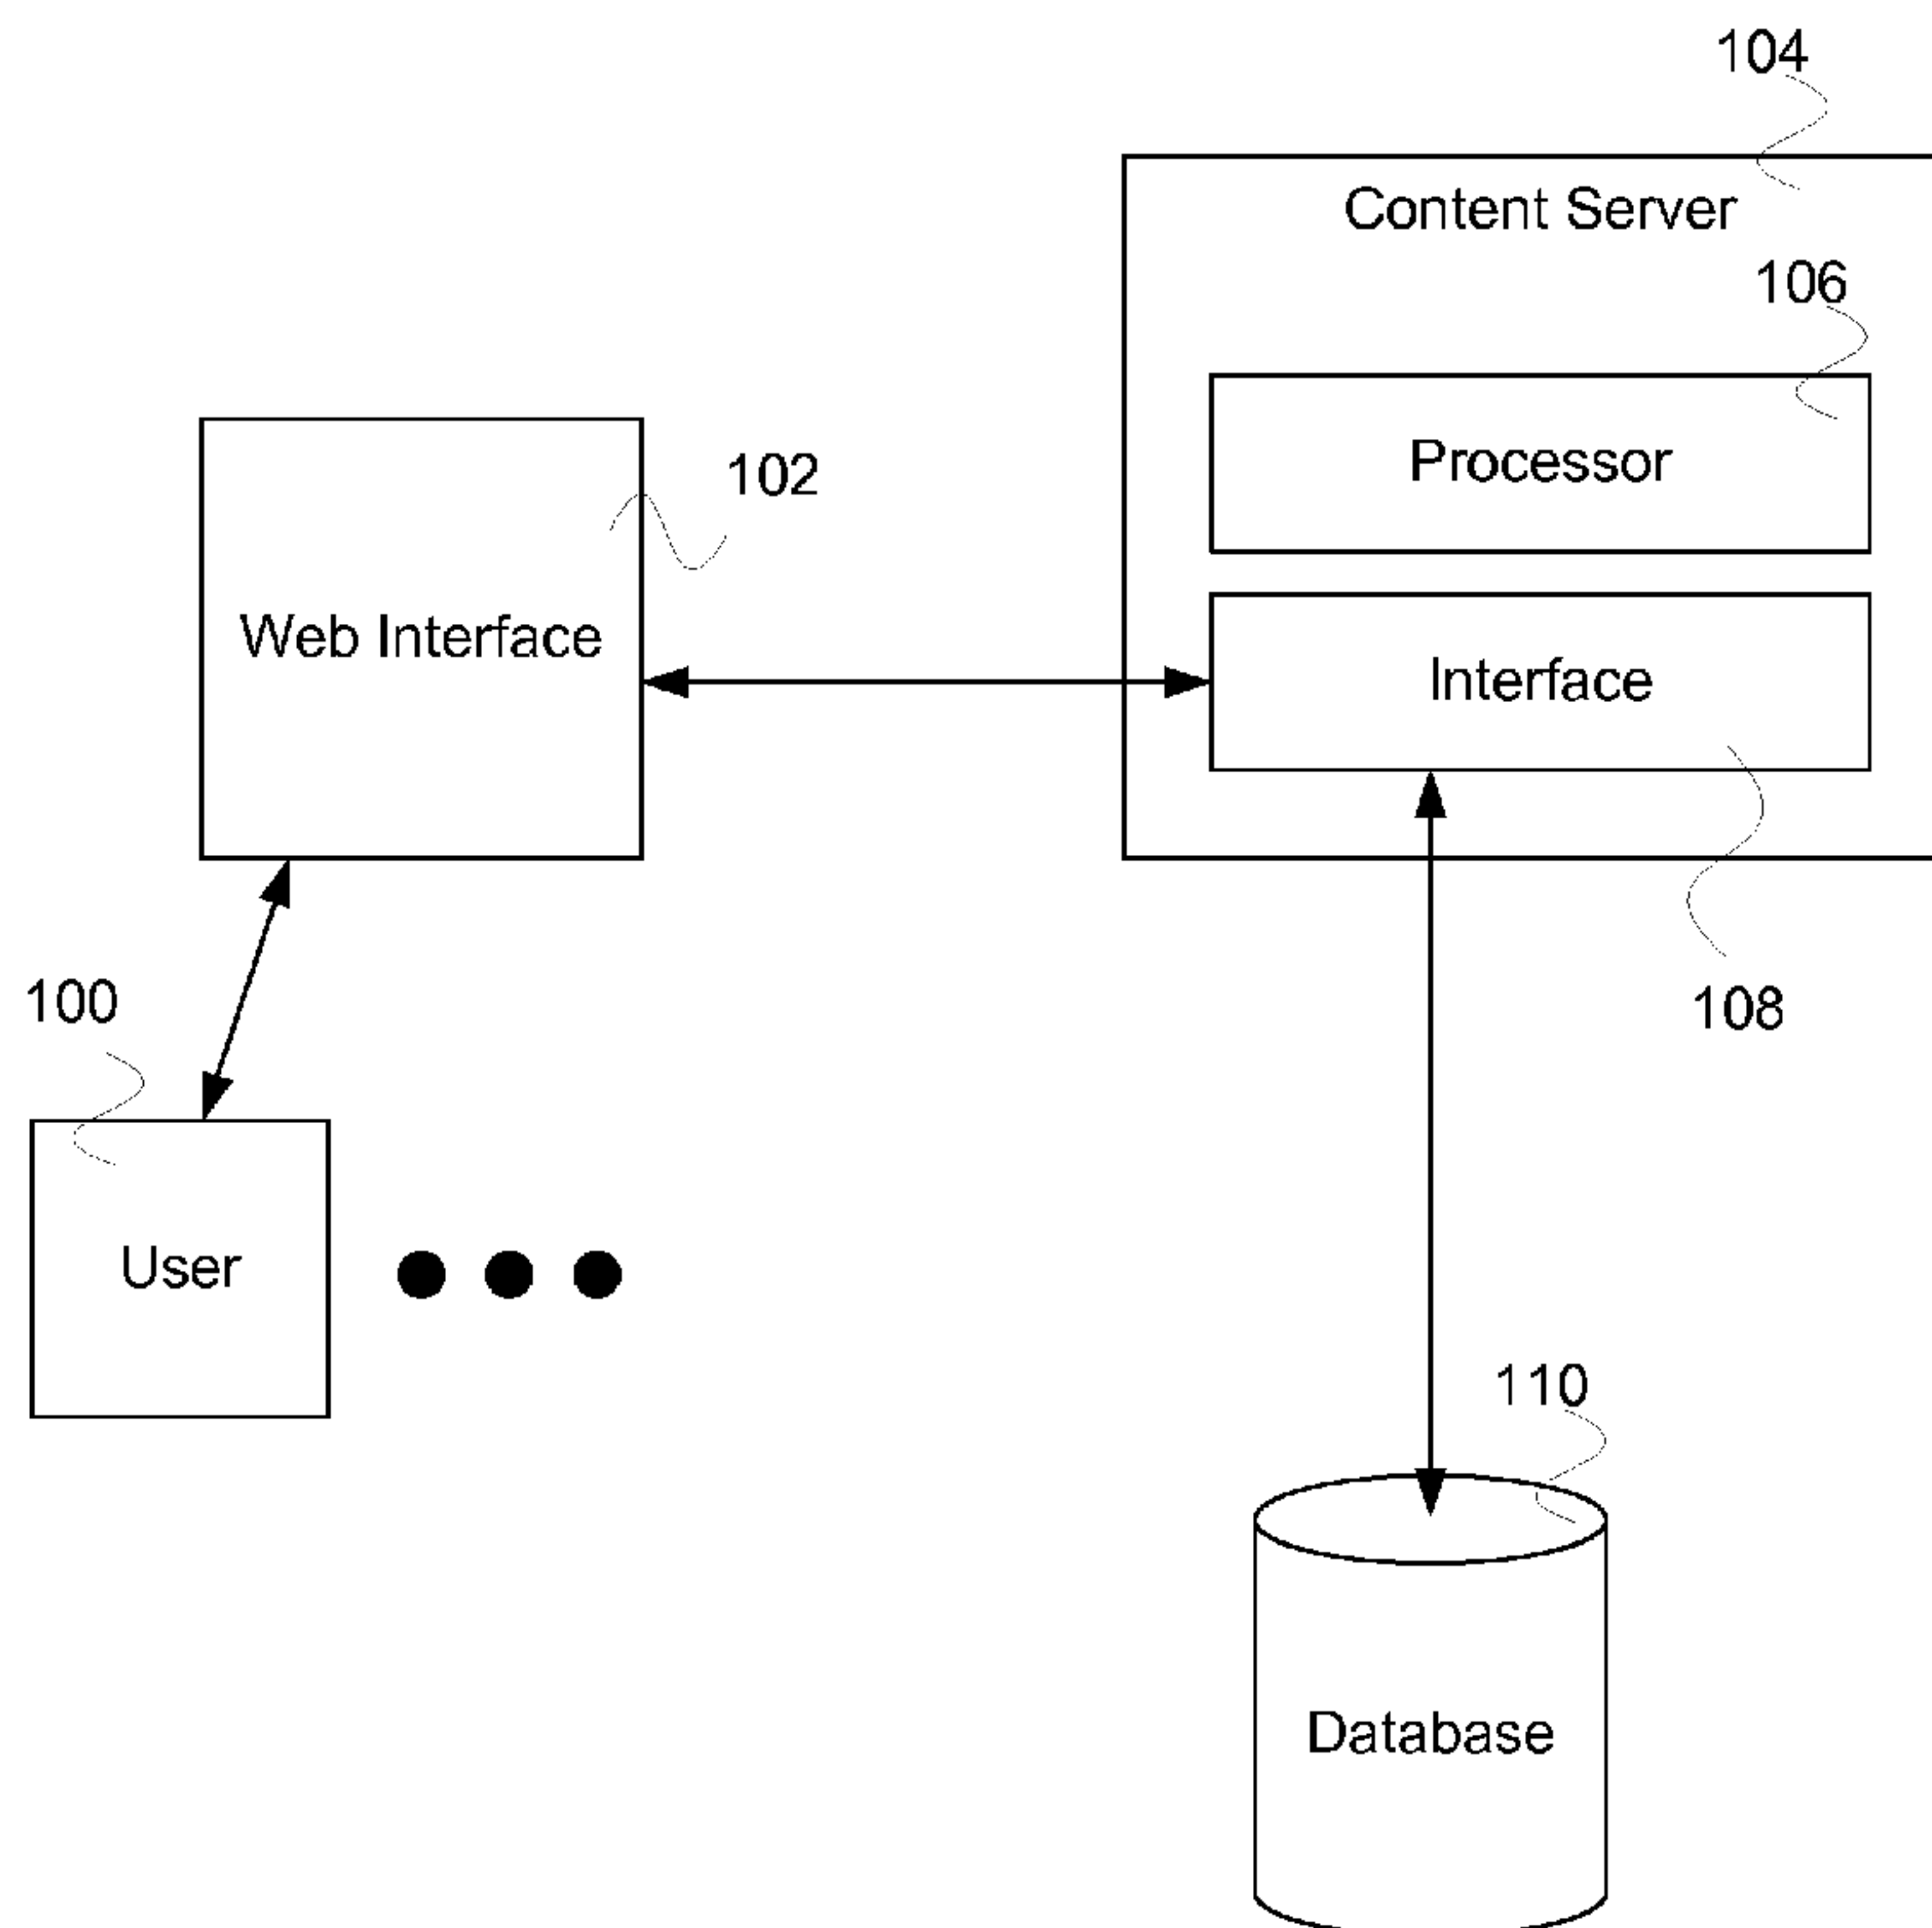 104
Content Server
106
Processor
102
Web Interface
Interface
100
108
User
110
Database